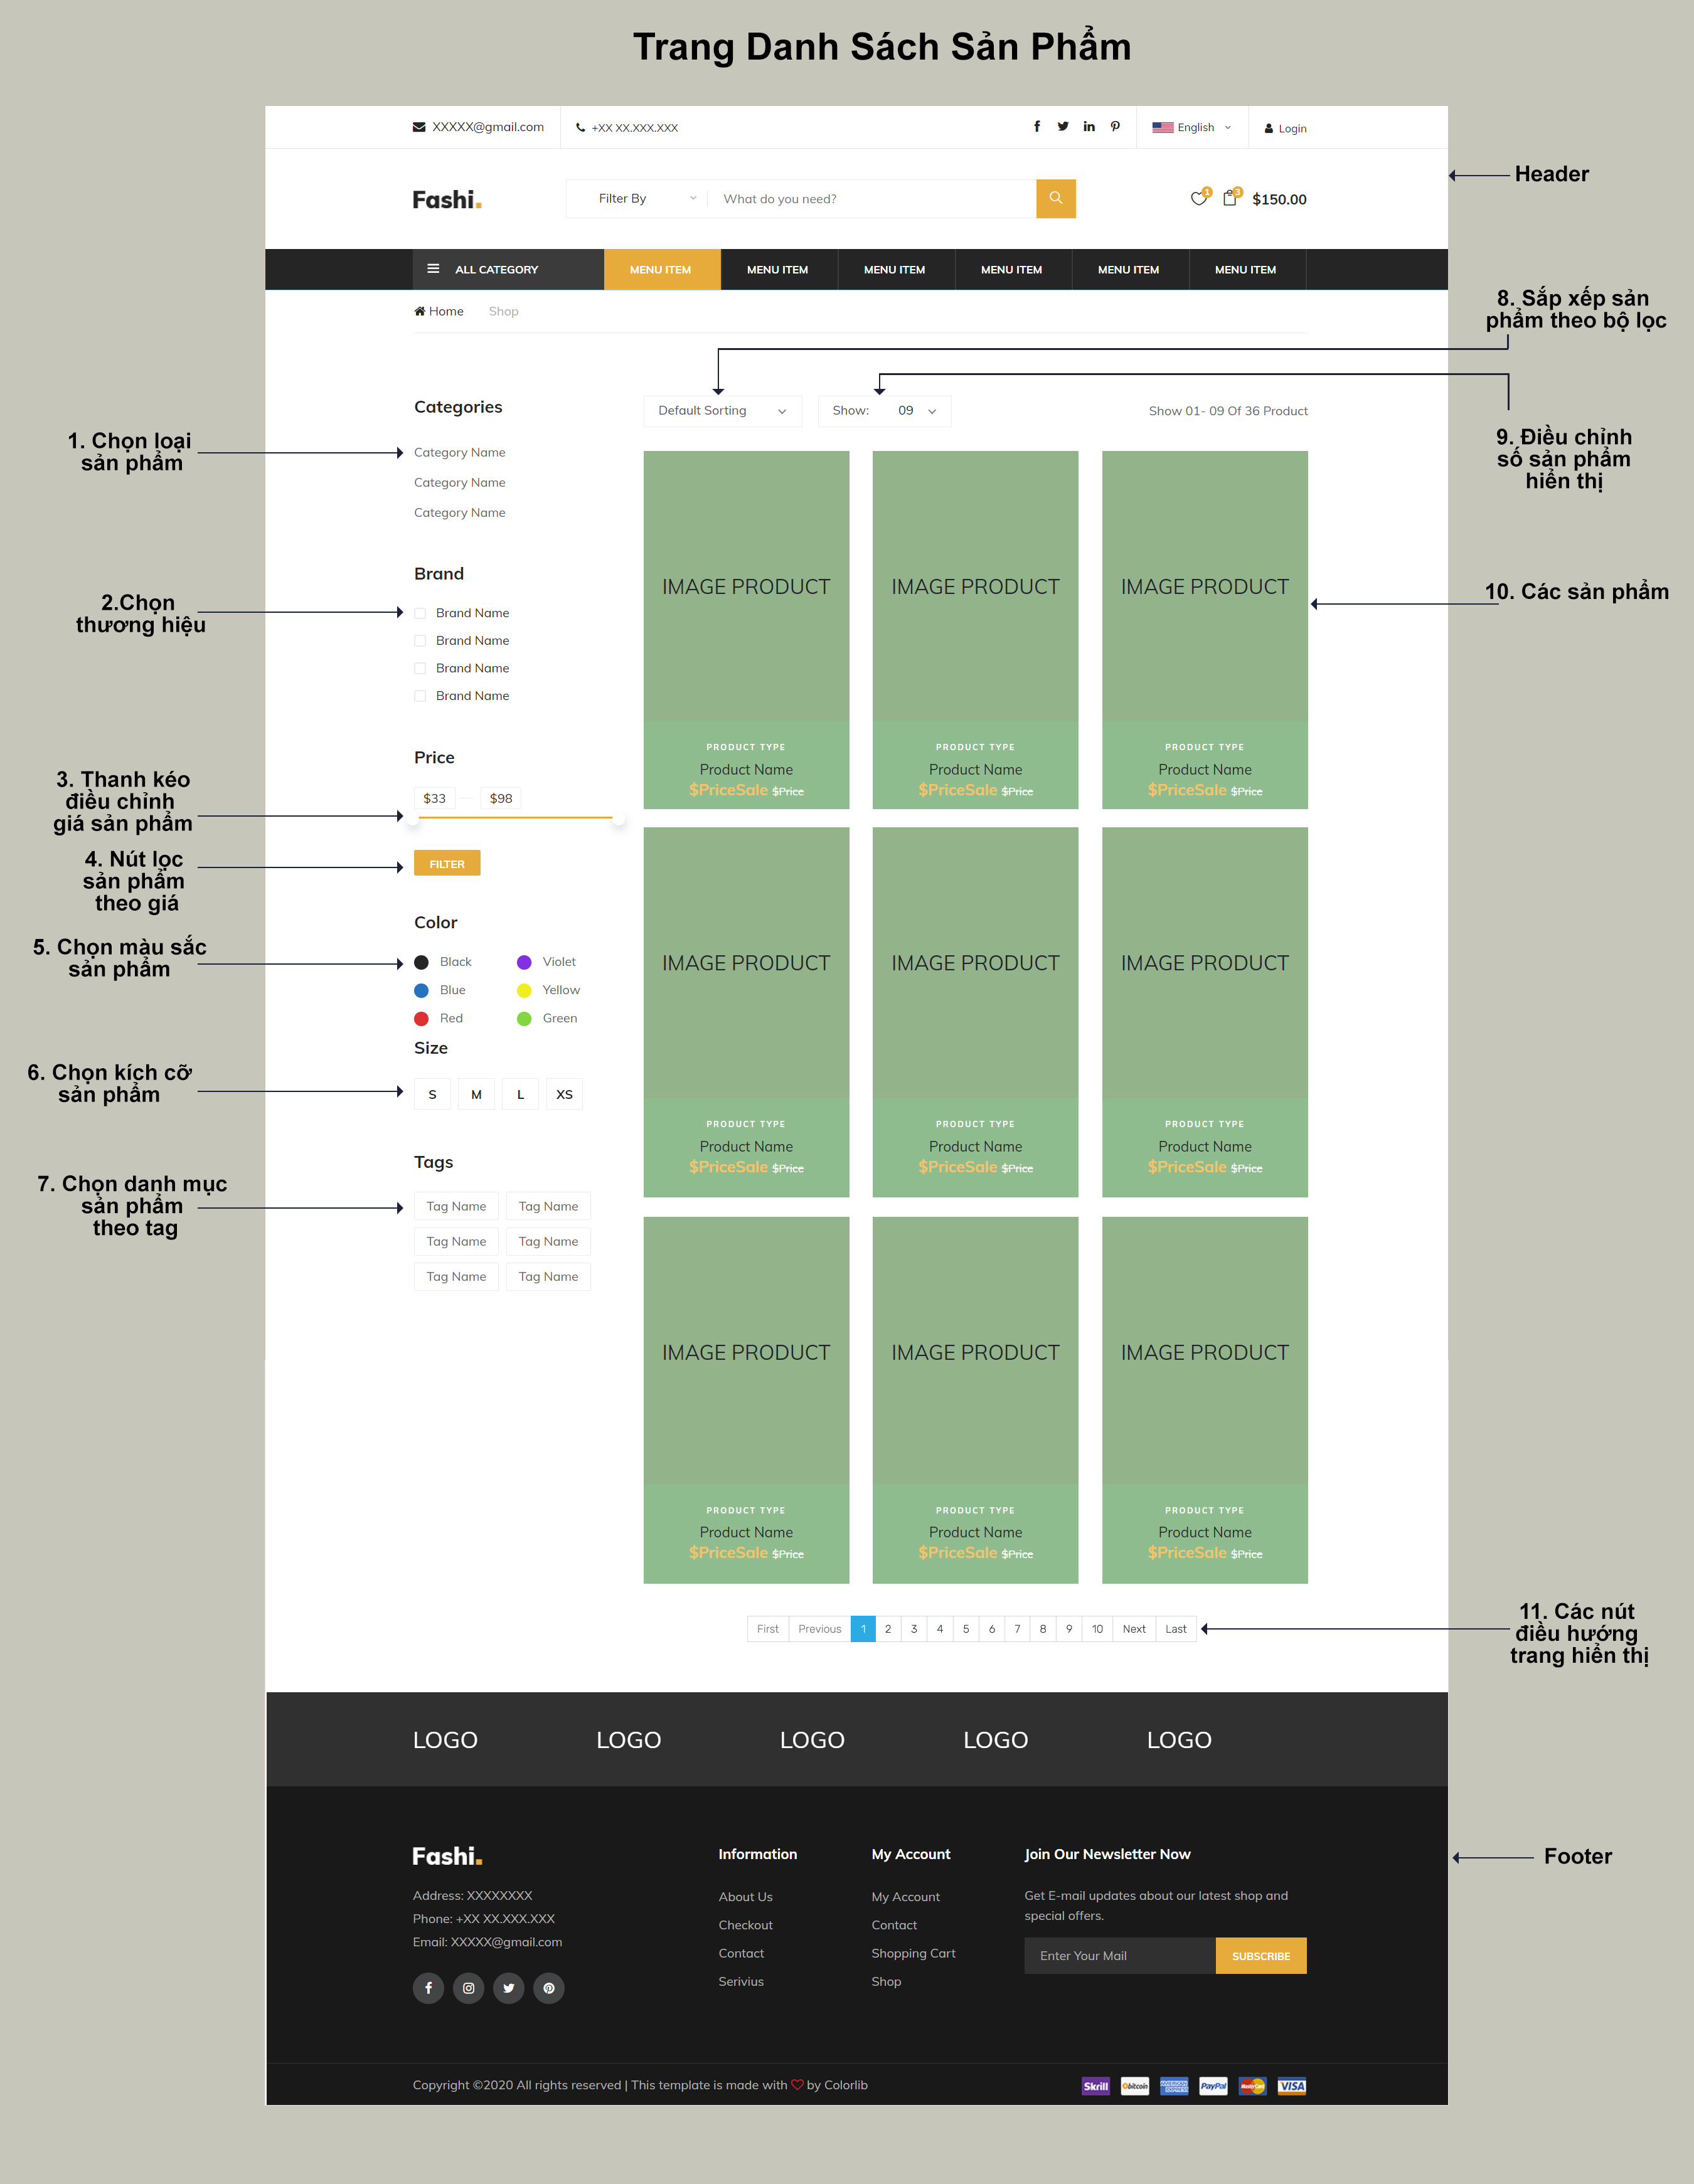 Trang Danh Sách Sản Phẩm
XXXXX@gmail.com
+XX XX.XXX.XXX
English
Login
Header
Fashi.
Filter By
What do you need?
1
3
$150.00
ALL CATEGORY
MENU ITEM
MENU ITEM
MENU ITEM
MENU ITEM
MENU ITEM
MENU ITEM
Home
Shop
8. Sắp xếp sản
phẩm theo bộ lọc
Default Sorting
Show:
09
Show 01- 09 Of 36 Product
9. Điều chỉnh
số sản phẩm
hiển thị
1. Chọn loại
sản phẩm
Categories
Category Name
Category Name
Category Name
2.Chọn
thương hiệu
Brand
Brand Name
Brand Name
Brand Name
Brand Name
3. Thanh kéo
điều chỉnh
giá sản phẩm
Price
$33
$98
4. Nút lọc
sản phẩm
theo giá
FILTER
5. Chọn màu sắc
sản phẩm
Color
Black
Violet
Blue
Yellow
Red
Green
6. Chọn kích cỡ
sản phẩm
Size
S
M
L
XS
7. Chọn danh mục
sản phẩm
theo tag
Tags
Tag Name
Tag Name
Tag Name
Tag Name
Tag Name
Tag Name
IMAGE PRODUCT
IMAGE PRODUCT
IMAGE PRODUCT
10. Các sản phẩm
PRODUCT TYPE
Product Name
$PriceSale $Price
PRODUCT TYPE
Product Name
$PriceSale $Price
PRODUCT TYPE
Product Name
$PriceSale $Price
IMAGE PRODUCT
IMAGE PRODUCT
IMAGE PRODUCT
PRODUCT TYPE
Product Name
$PriceSale $Price
PRODUCT TYPE
Product Name
$PriceSale $Price
PRODUCT TYPE
Product Name
$PriceSale $Price
IMAGE PRODUCT
IMAGE PRODUCT
IMAGE PRODUCT
PRODUCT TYPE
Product Name
$PriceSale $Price
PRODUCT TYPE
Product Name
$PriceSale $Price
PRODUCT TYPE
Product Name
$PriceSale $Price
First Previous 1 2 3 4 5 6 7 8 9 10 Next Last
11. Các nút
điều hướng
trang hiển thị
LOGO
LOGO
LOGO
LOGO
LOGO
Footer
Fashi.
Address: XXXXXXXX
Phone: +XX XX.XXX.XXX
Email: XXXXX@gmail.com
Information
About Us
Checkout
Contact
Serivius
My Account
My Account
Contact
Shopping Cart
Shop
Join Our Newsletter Now
Get E-mail updates about our latest shop and
special offers.
Enter Your Mail
SUBSCRIBE
Copyright ©2020 All rights reserved | This template is made with ♡ by Colorlib
Skrill
bitcoin
AMERICAN EXPRESS
PayPal
MasterCard
VISA